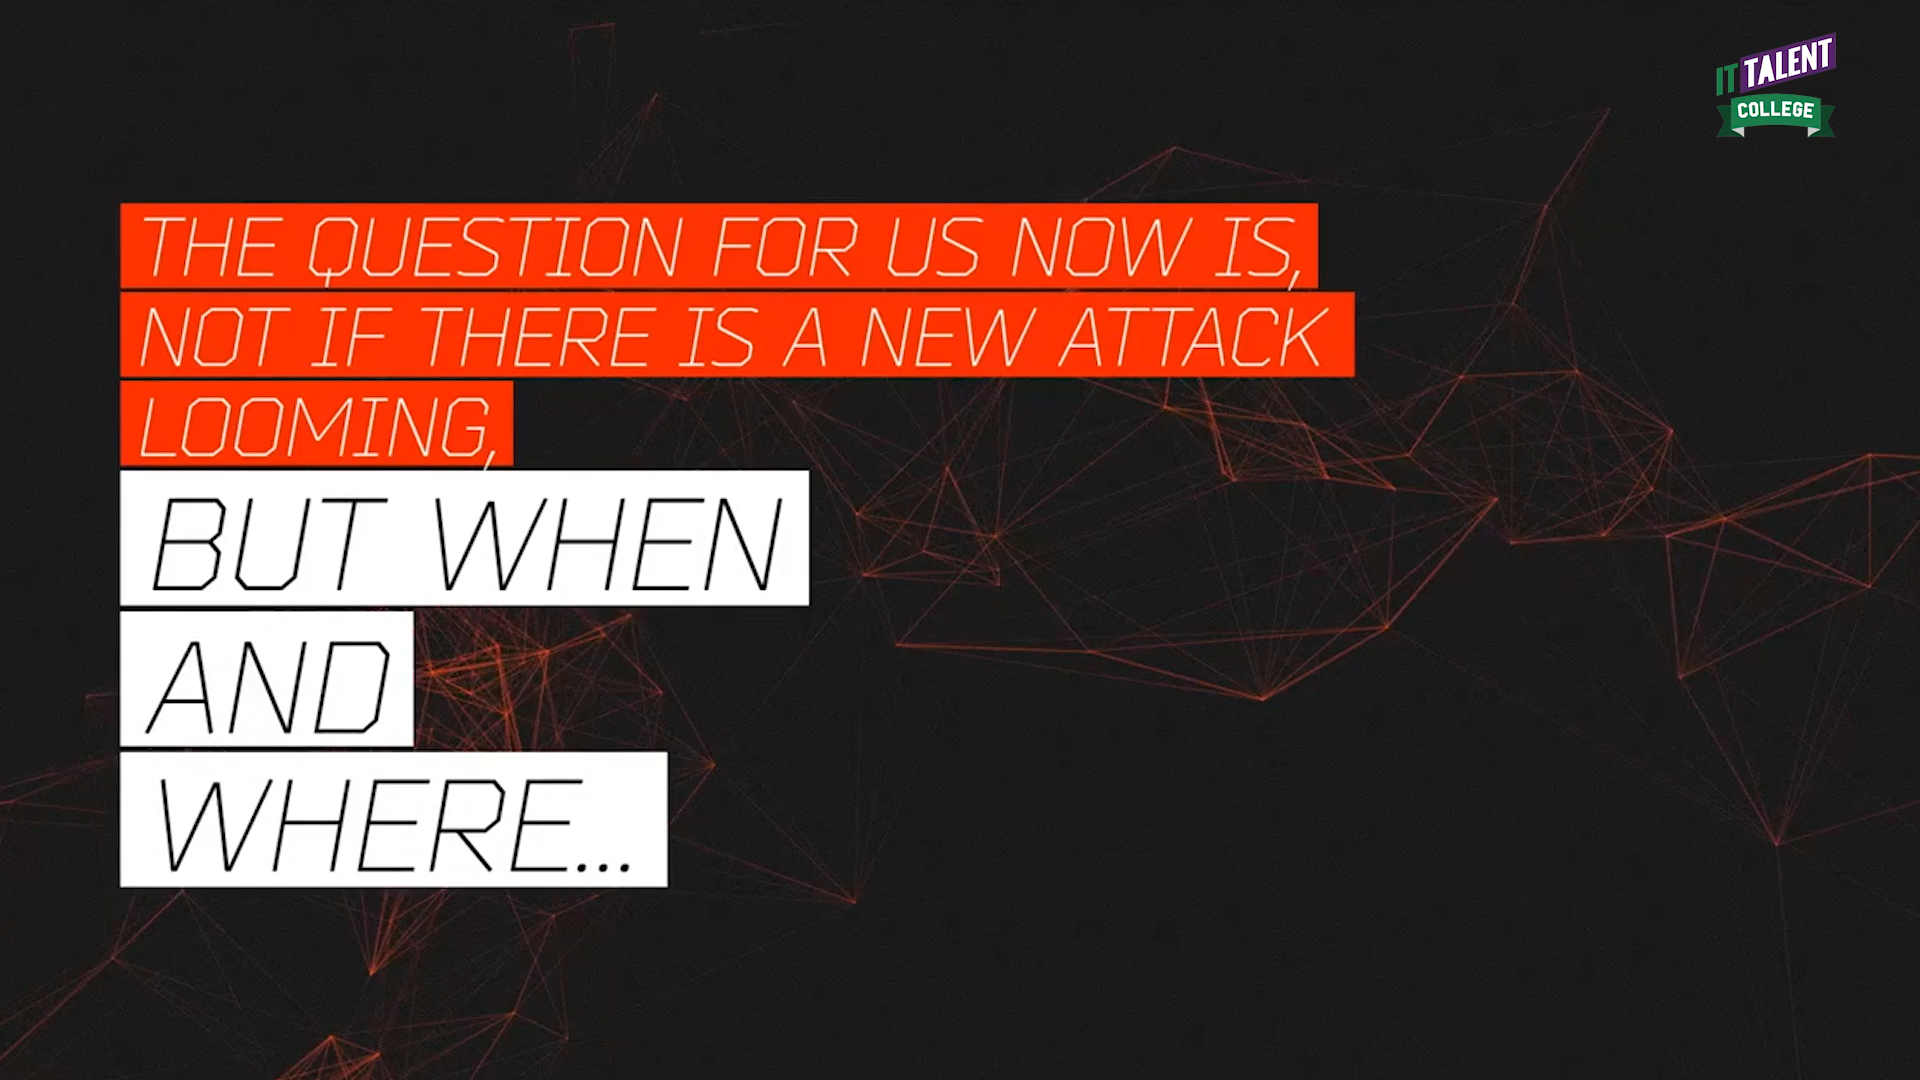 IT TALENT
COLLEGE
THE QUESTION FOR US NOW IS,
NOT IF THERE IS A NEW ATTACK
LOOMING,
BUT WHEN
AND
WHERE...